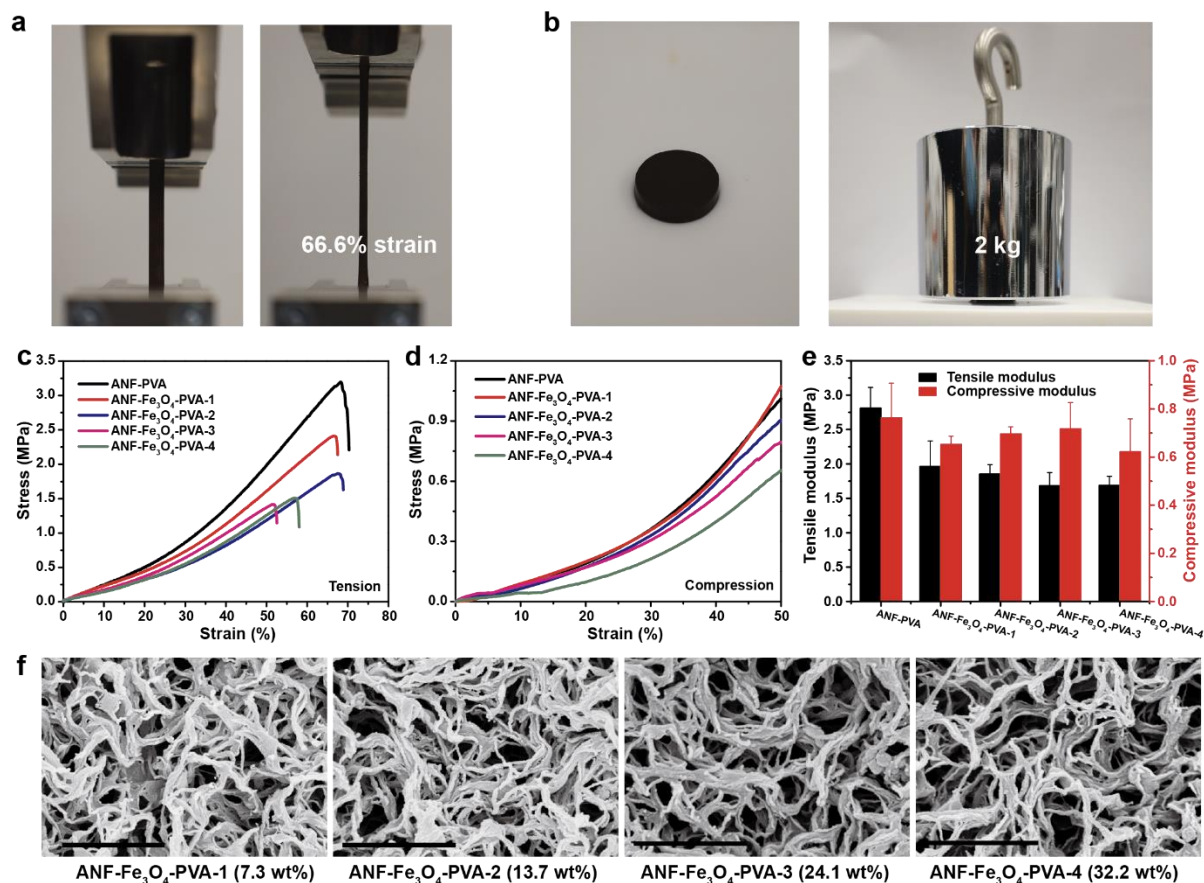 a
66.6% strain
b
2 kg
c
3.5
3.0
2.5
2.0
1.5
1.0
0.5
0.0
Stress (MPa)
ANF-PVA
ANF-Fe₃O₄-PVA-1
ANF-Fe₃O₄-PVA-2
ANF-Fe₃O₄-PVA-3
ANF-Fe₃O₄-PVA-4
Tension
0 10 20 30 40 50 60 70 80
Strain (%)
d
1.2
0.9
0.6
0.3
0.0
Stress (MPa)
ANF-PVA
ANF-Fe₃O₄-PVA-1
ANF-Fe₃O₄-PVA-2
ANF-Fe₃O₄-PVA-3
ANF-Fe₃O₄-PVA-4
Compression
0 10 20 30 40 50
Strain (%)
e
3.5
3.0
2.5
2.0
1.5
1.0
0.5
0.0
Tensile modulus (MPa)
Tensile modulus
Compressive modulus
1.0
0.8
0.6
0.4
0.2
0.0
Compressive modulus (MPa)
ANF-PVA
ANF-Fe₃O₄-PVA-1
ANF-Fe₃O₄-PVA-2
ANF-Fe₃O₄-PVA-3
ANF-Fe₃O₄-PVA-4
f
ANF-Fe₃O₄-PVA-1 (7.3 wt%)
ANF-Fe₃O₄-PVA-2 (13.7 wt%)
ANF-Fe₃O₄-PVA-3 (24.1 wt%)
ANF-Fe₃O₄-PVA-4 (32.2 wt%)